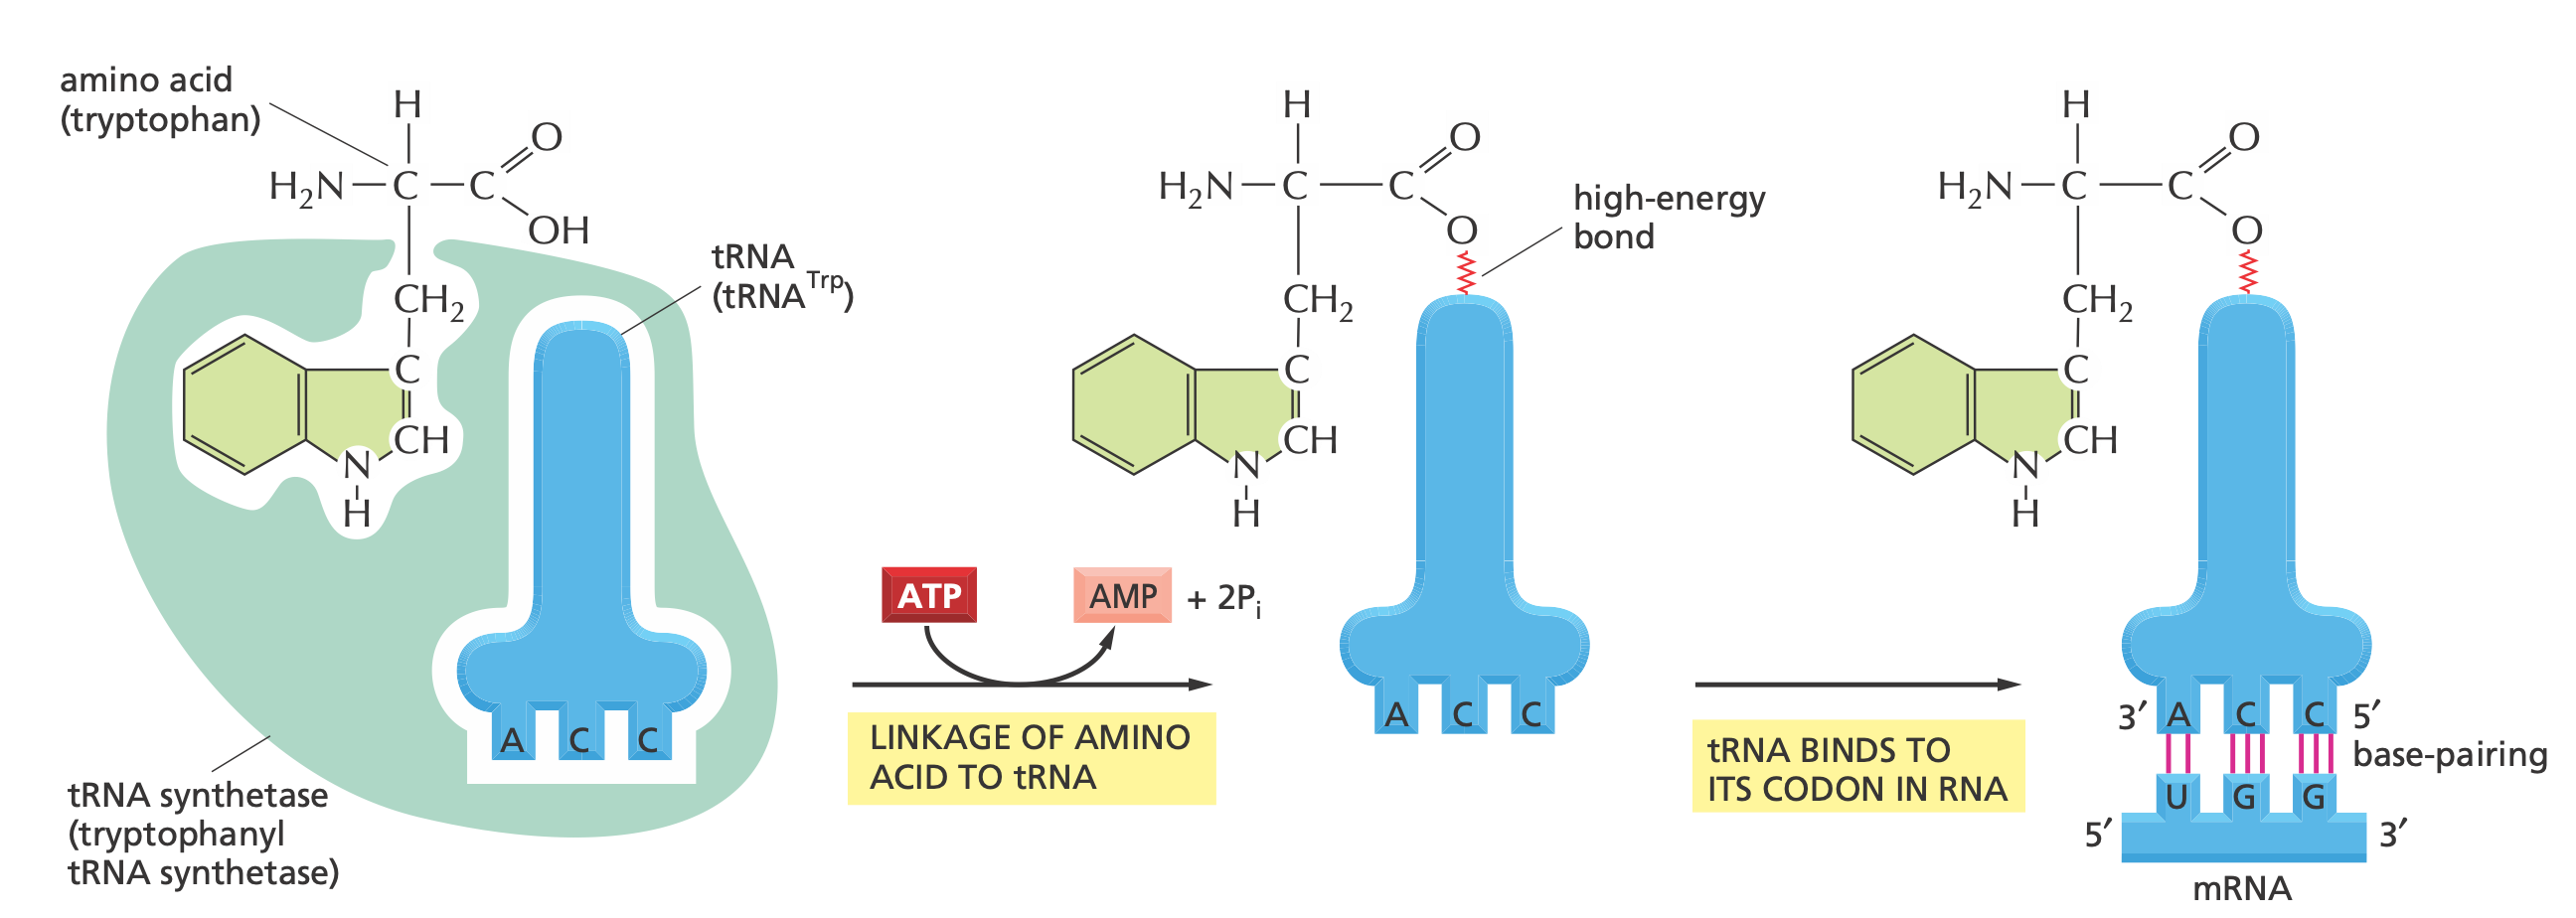 amino acid
(tryptophan)
H
H₂N
C
C
O
OH
CH₂
C
CH
N
H
tRNA
(tRNAᵀʳᵖ)
A C C
tRNA synthetase
(tryptophanyl
tRNA synthetase)
ATP
AMP + 2Pᵢ
LINKAGE OF AMINO
ACID TO tRNA
H
H₂N
C
C
O
O
high-energy
bond
CH₂
C
CH
N
H
A C C
tRNA BINDS TO
ITS CODON IN RNA
H
H₂N
C
C
O
O
CH₂
C
CH
N
H
3′ A C C 5′
base-pairing
U G G
5′ 3′
mRNA